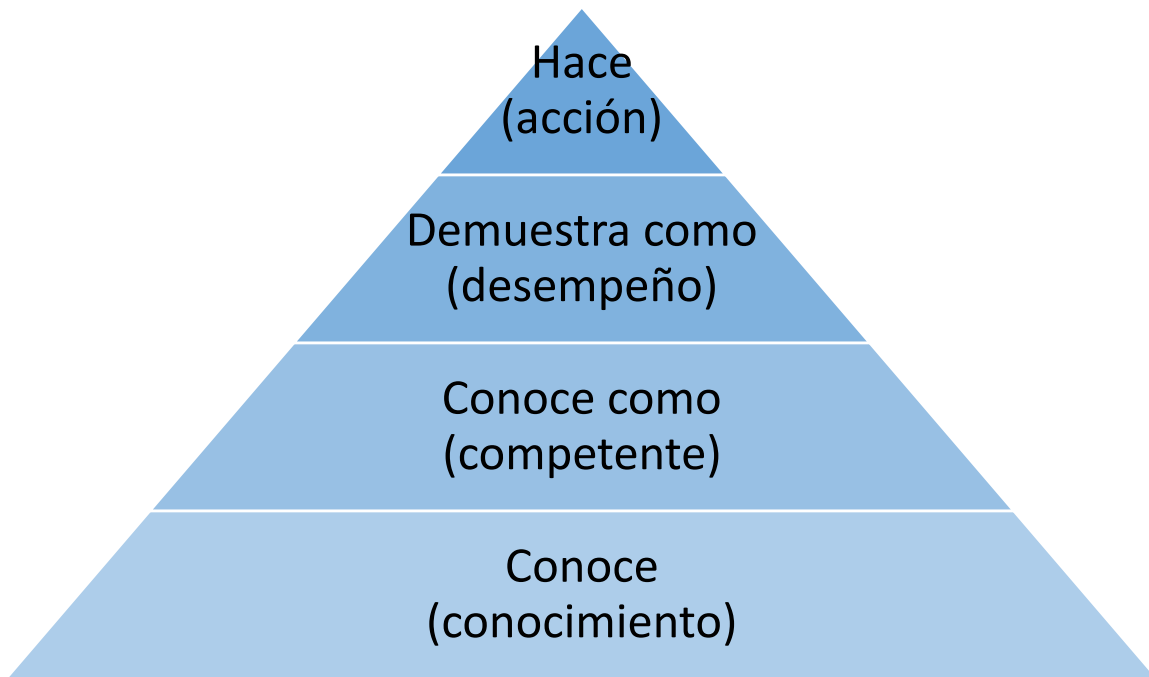 Hace
(acción)
Demuestra como
(desempeño)
Conoce como
(competente)
Conoce
(conocimiento)